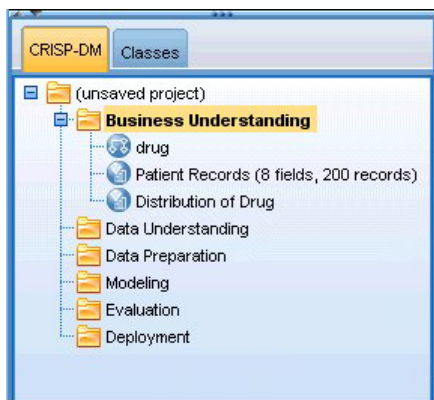 CRISP-DM Classes
(unsaved project)
Business Understanding
drug
Patient Records (8 fields, 200 records)
Distribution of Drug
Data Understanding
Data Preparation
Modeling
Evaluation
Deployment